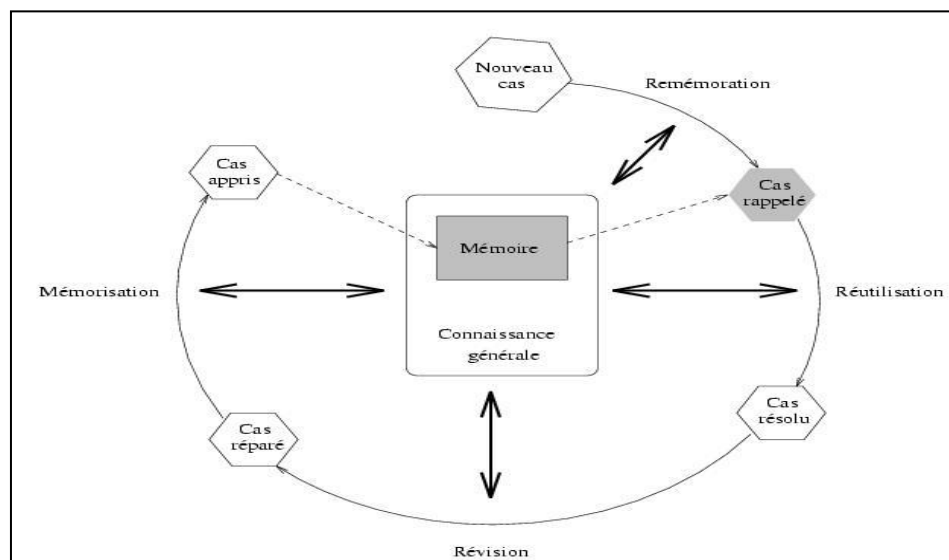 Nouveau
cas
Remémoration
Cas
appris
Cas
rappelé
Mémoire
Mémorisation
Réutilisation
Connaissance
générale
Cas
résolu
Cas
réparé
Révision